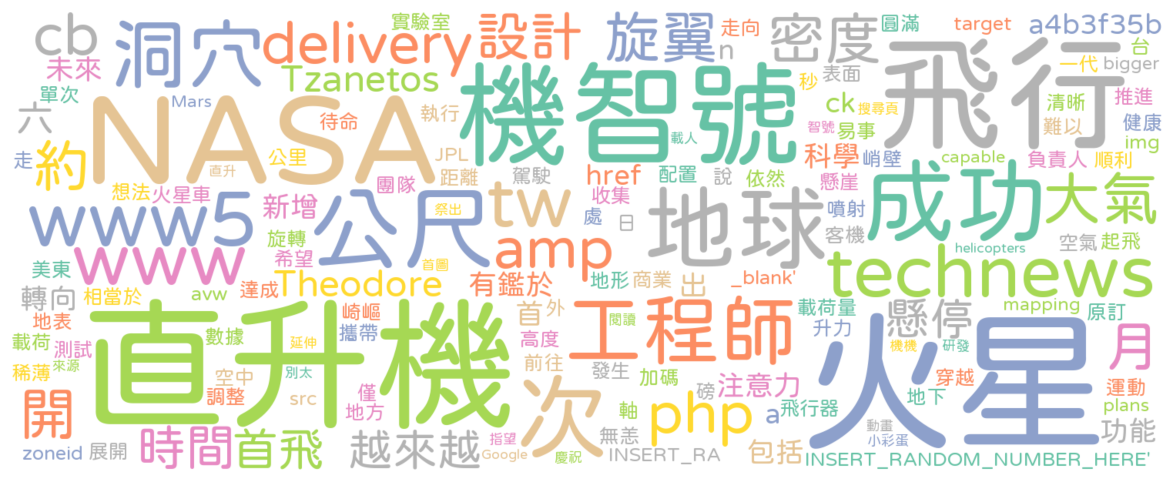 cb 洞穴 delivery 實驗室 設計 旋翼 走向 n 密度 圓滿 target a4b3f35b
未來 Tzanetos 秒 表面 台 一代 bigger
單次 Mars NASA 執行 機智號 載人 飛行 ck 搜尋頁 清晰 推進
六 待命 智號 易事 難以 健康
走 約 直升 公里 JPL 科學 峭壁 capable 負責人 順利 img
想法 火星車 團隊 距離 駕駛 href 配置 說 依然 懸崖
www5 新增 公尺 祭出 tw 收集 處 日 地球 噴射 成功 大氣
www 旋轉 希望 amp 客機 空氣 起飛
美東 首圖 有鑑於 地形 商業 出 _blank' technews helicopters
轉向 相當於 avw 達成 Theodore
地表 崎嶇 首 外 載荷量 懸停 mapping 原訂
載荷 直升機 數據 攜帶 高度 工程師 閱讀 升力 月
測試 延伸 機機 研發
稀薄 來源 空中 別太 僅 前往 發生 加碼 磅 注意力 火星 穿越 運動
開 調整 src 地方 次 軸 php a 飛行器 地下 plans
時間 首飛 越來越 指望 無恙 動畫 功能
zoneid 展開 Google 慶祝 INSERT_RA 包括 小彩蛋 INSERT_RANDOM_NUMBER_HERE'